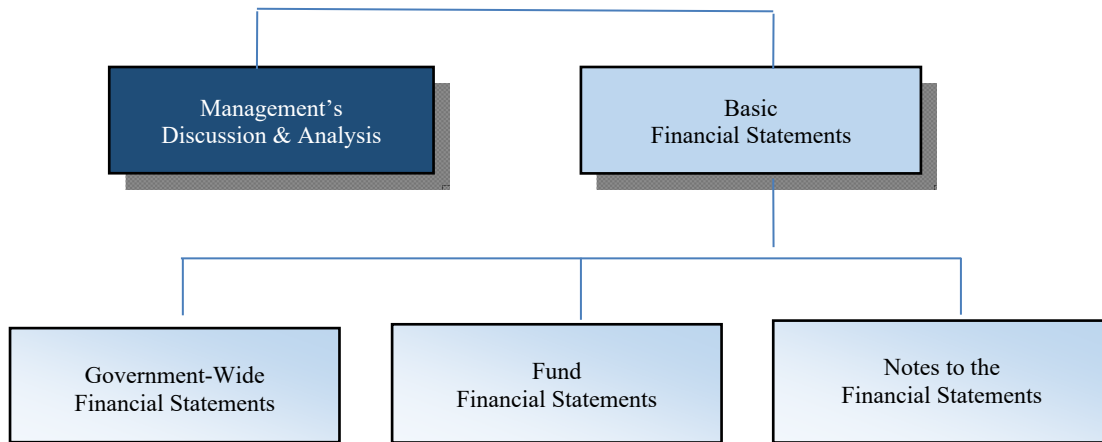 Management’s
Discussion & Analysis
Basic
Financial Statements
Government-Wide
Financial Statements
Fund
Financial Statements
Notes to the
Financial Statements